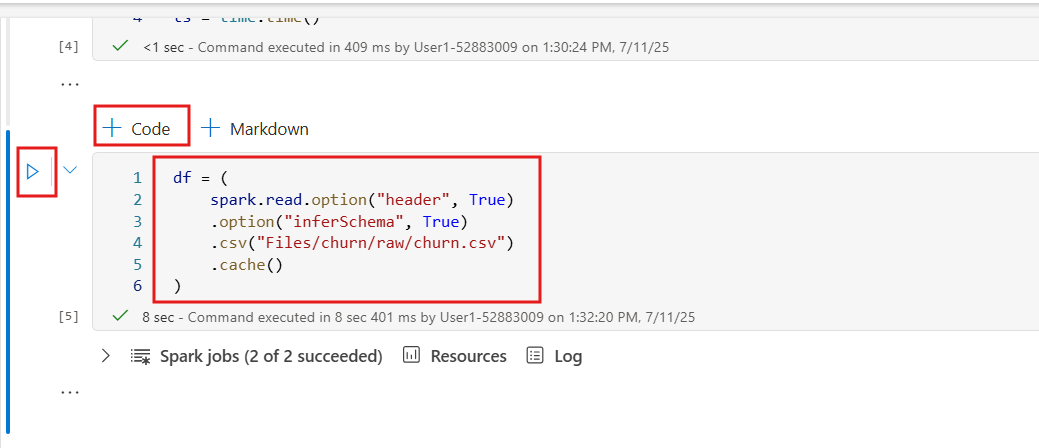 4 ts = time.time()
[4] <1 sec - Command executed in 409 ms by User1-52883009 on 1:30:24 PM, 7/11/25
...
+ Code + Markdown
1 df = (
2 spark.read.option("header", True)
3 .option("inferSchema", True)
4 .csv("Files/churn/raw/churn.csv")
5 .cache()
6 )
[5] 8 sec - Command executed in 8 sec 401 ms by User1-52883009 on 1:32:20 PM, 7/11/25
Spark jobs (2 of 2 succeeded) Resources Log
...